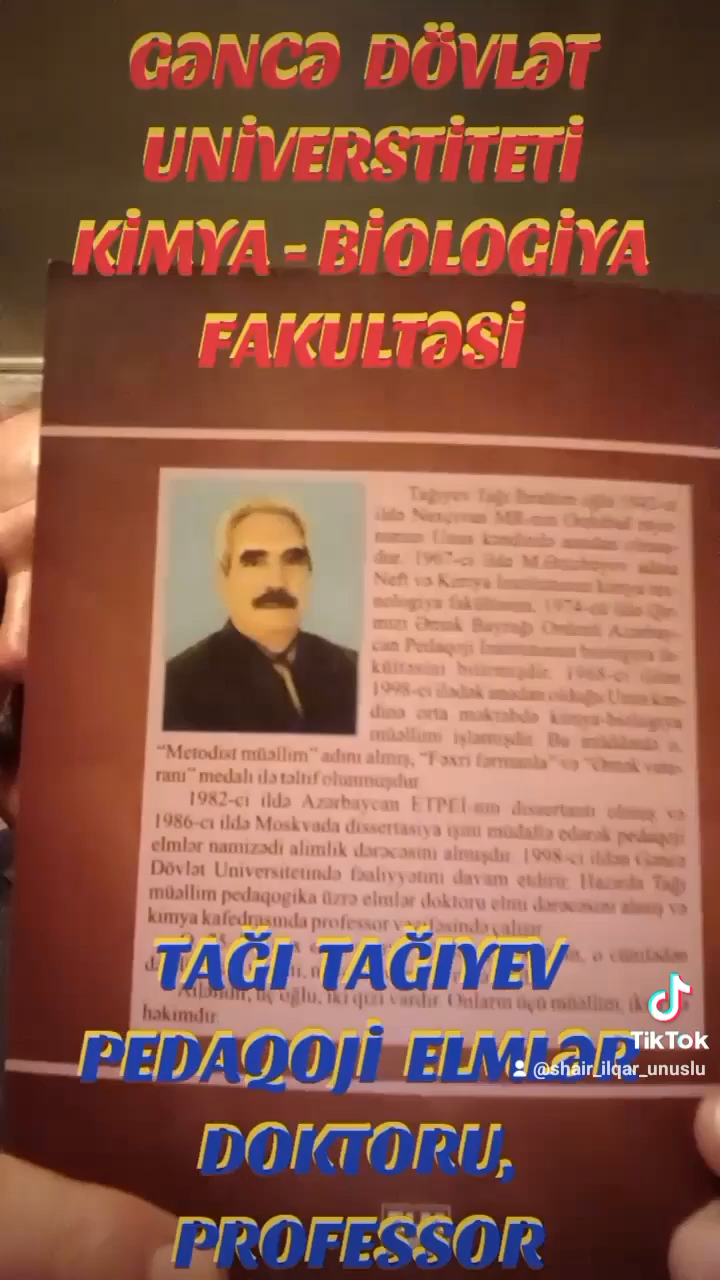 GƏNCƏ DÖVLƏT
UNİVERSTİTETİ
KİMYA - BİOLOGİYA
FAKULTƏSİ
Tağıyev Tağı İbrahim oğlu 1942-ci
ildə Naxçıvan MR-nın Ordubad rayo-
nunun Unus kəndində anadan olmuş-
dur. 1967-ci ildə M.Əzizbəyov adına
Neft və Kimya İnstitutunun kimya tex-
nologiya fakültəsini, 1974-cü ildə Qır-
mızı Əmək Bayrağı Ordenli Azərbay-
can Pedaqoji İnstitutunun biologiya fa-
kültəsini bitirmişdir. 1968-ci ildən
1998-ci ilədək anadan olduğu Unus kən-
dinə orta məktəbdə kimya-biologiya
müəllimi işləmişdir. Bu müddətdə o,
"Metodist müəllim" adını almış, "Fəxri fərmanla" və "Əmək vete-
ranı" medalı ilə təltif olunmuşdur.
1982-ci ildə Azərbaycan ETPEİ-nin dissertantı olmuş və
1986-cı ildə Moskvada dissertasiya işini müdafiə edərək pedaqoji
elmlər namizədi alimlik dərəcəsini almışdır. 1998-ci ildən Gəncə
Dövlət Universitetində fəaliyyətini davam etdirir. Hazırda Tağı
müəllim pedaqogika üzrə elmlər doktoru elmi dərəcəsini almış və
kimya kafedrasında professor vəzifəsində çalışır.
o cümlədən
TAĞI TAĞIYEV
Ailəlidir, üç oğlu, iki qızı vardır. Onların üçü müəllim,
həkimdir.
TikTok
@shair_ilqar_unuslu
PEDAQOJİ ELMLƏR
DOKTORU,
PROFESSOR